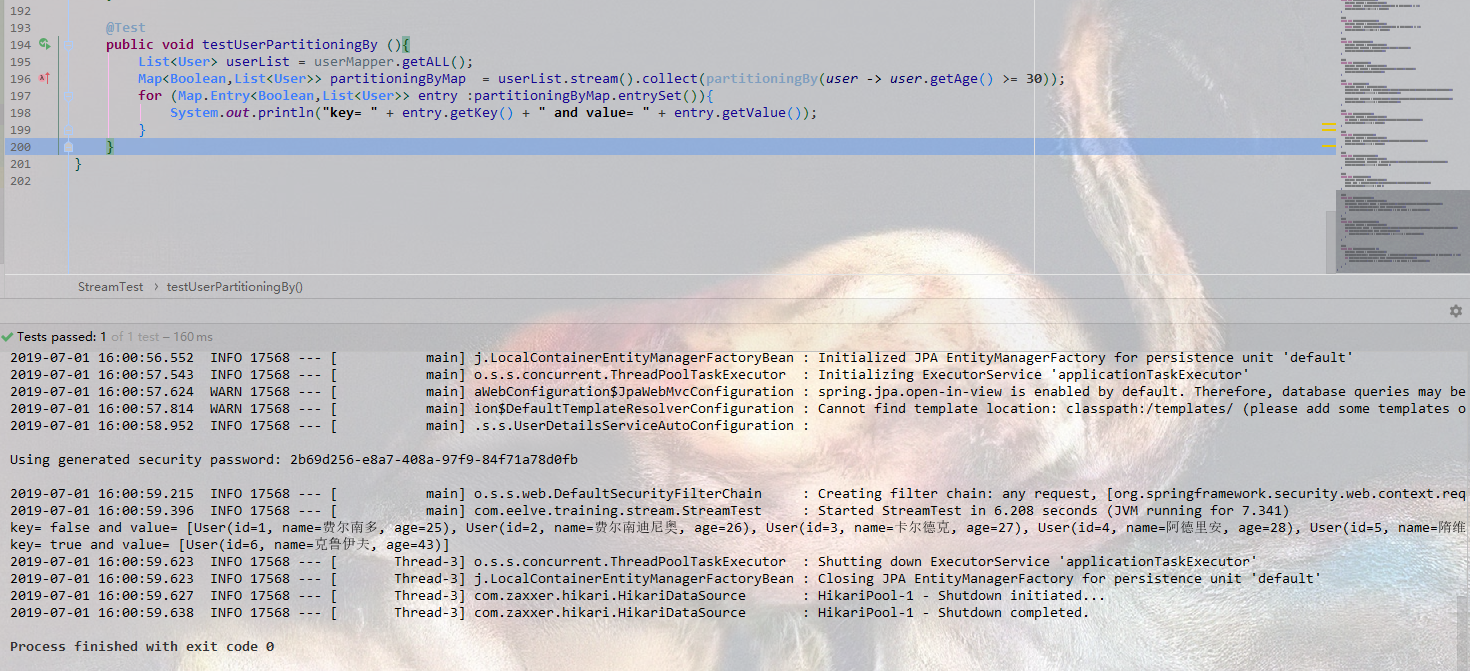 192
193 @Test
194 public void testUserPartitioningBy (){
195 List<User> userList = userMapper.getALL();
196 Map<Boolean,List<User>> partitioningByMap  = userList.stream().collect(partitioningBy(user -> user.getAge() >= 30));
197 for (Map.Entry<Boolean,List<User>> entry :partitioningByMap.entrySet()){
198 System.out.println("key= " + entry.getKey() + " and value= " + entry.getValue());
199 }
200 }
201 }
202
StreamTest > testUserPartitioningBy()
Tests passed: 1 of 1 test – 160 ms
2019-07-01 16:00:56.552  INFO 17568 --- [           main] j.LocalContainerEntityManagerFactoryBean : Initialized JPA EntityManagerFactory for persistence unit 'default'
2019-07-01 16:00:57.543  INFO 17568 --- [           main] o.s.s.concurrent.ThreadPoolTaskExecutor  : Initializing ExecutorService 'applicationTaskExecutor'
2019-07-01 16:00:57.624  WARN 17568 --- [           main] aWebConfiguration$JpaWebMvcConfiguration : spring.jpa.open-in-view is enabled by default. Therefore, database queries may be
2019-07-01 16:00:57.814  WARN 17568 --- [           main] ion$DefaultTemplateResolverConfiguration : Cannot find template location: classpath:/templates/ (please add some templates o
2019-07-01 16:00:58.952  INFO 17568 --- [           main] .s.s.UserDetailsServiceAutoConfiguration :
Using generated security password: 2b69d256-e8a7-408a-97f9-84f71a78d0fb
2019-07-01 16:00:59.215  INFO 17568 --- [           main] o.s.s.web.DefaultSecurityFilterChain     : Creating filter chain: any request, [org.springframework.security.web.context.req
2019-07-01 16:00:59.396  INFO 17568 --- [           main] com.eelve.training.stream.StreamTest     : Started StreamTest in 6.208 seconds (JVM running for 7.341)
key= false and value= [User(id=1, name=费尔南多, age=25), User(id=2, name=费尔南迪尼奥, age=26), User(id=3, name=卡尔德克, age=27), User(id=4, name=阿德里安, age=28), User(id=5, name=隋维
key= true and value= [User(id=6, name=克鲁伊夫, age=43)]
2019-07-01 16:00:59.623  INFO 17568 --- [       Thread-3] o.s.s.concurrent.ThreadPoolTaskExecutor  : Shutting down ExecutorService 'applicationTaskExecutor'
2019-07-01 16:00:59.623  INFO 17568 --- [       Thread-3] j.LocalContainerEntityManagerFactoryBean : Closing JPA EntityManagerFactory for persistence unit 'default'
2019-07-01 16:00:59.627  INFO 17568 --- [       Thread-3] com.zaxxer.hikari.HikariDataSource       : HikariPool-1 - Shutdown initiated...
2019-07-01 16:00:59.638  INFO 17568 --- [       Thread-3] com.zaxxer.hikari.HikariDataSource       : HikariPool-1 - Shutdown completed.
Process finished with exit code 0